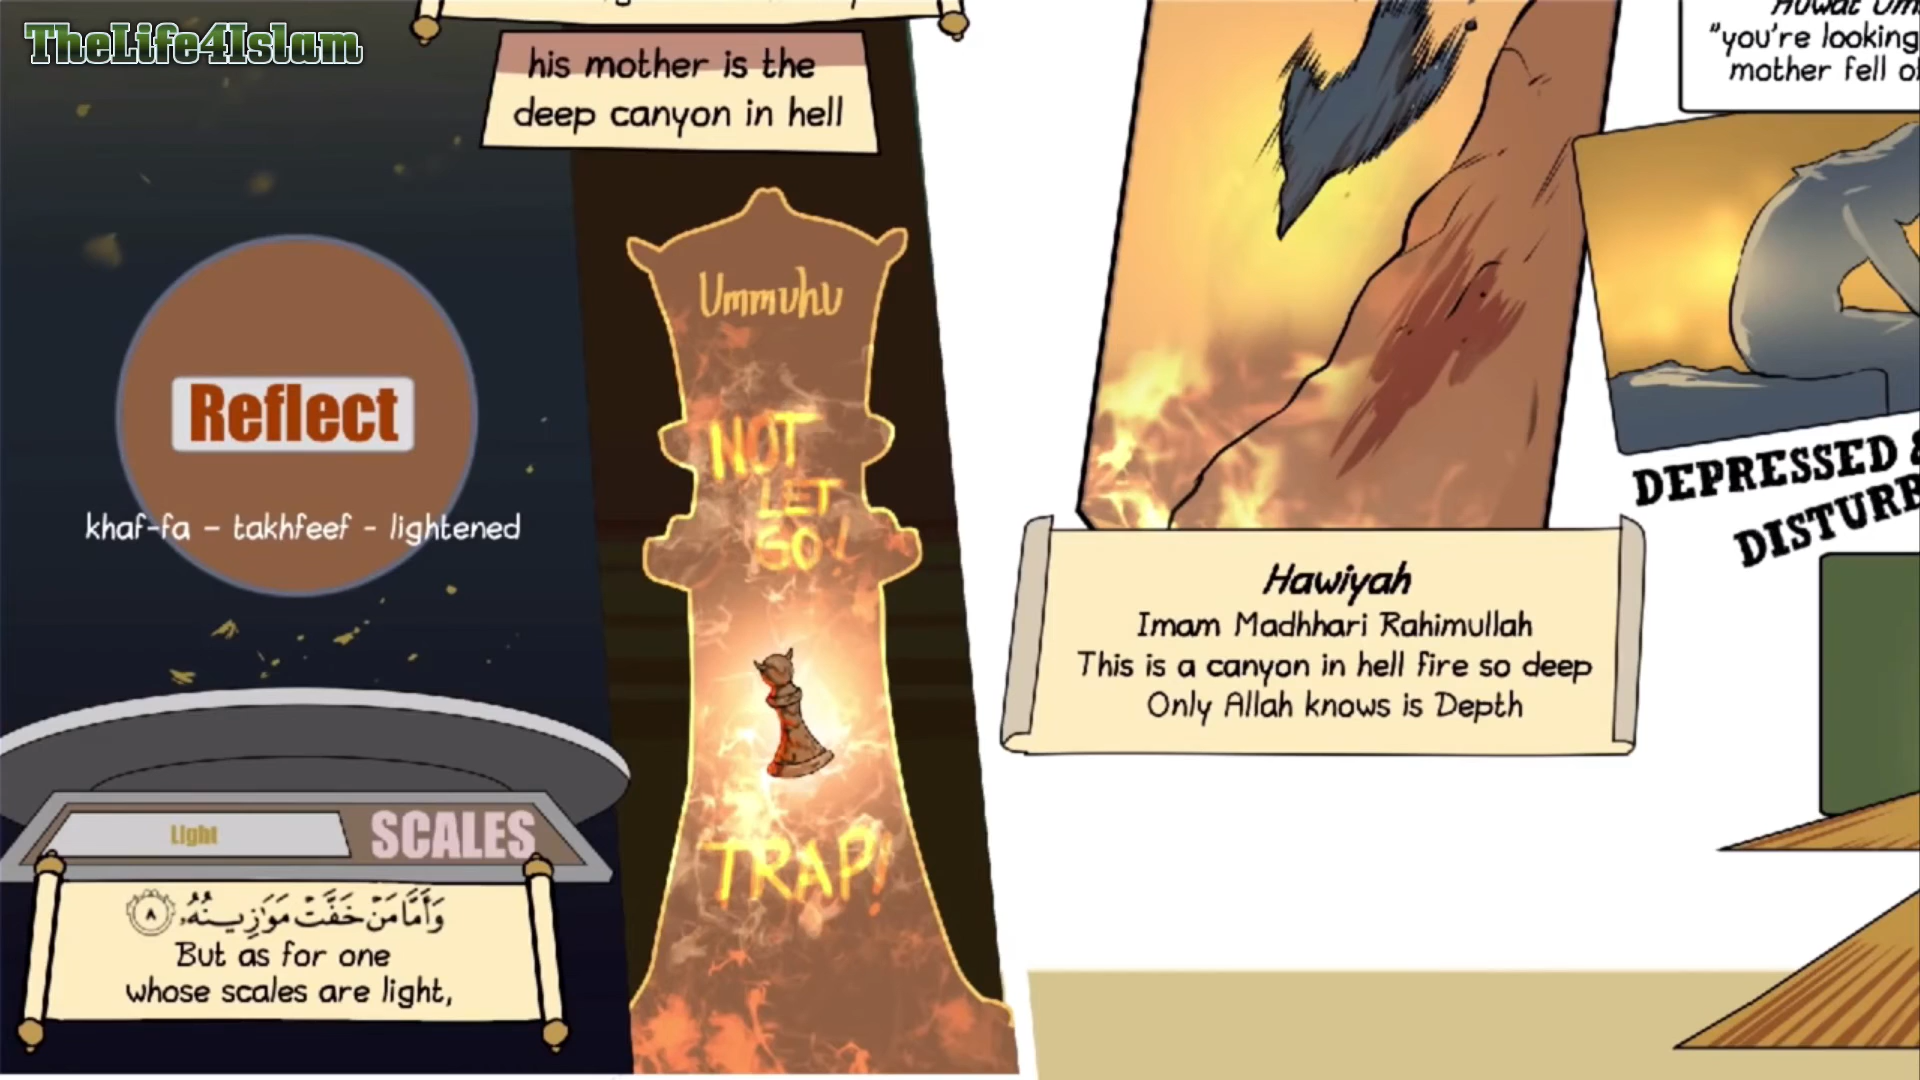 TheLife4Islam
his mother is the
deep canyon in hell
Reflect
khaf-fa – takhfeef - lightened
Light
SCALES
وَأَمَّا مَنْ خَفَّتْ مَوَٰزِينُهُۥ ٨
But as for one
whose scales are light,
Ummuhu
NOT
LET
GO!
TRAP!
Hawiyah
Imam Madhhari Rahimullah
This is a canyon in hell fire so deep
Only Allah knows is Depth
"you're looking
mother fell
DEPRESSED